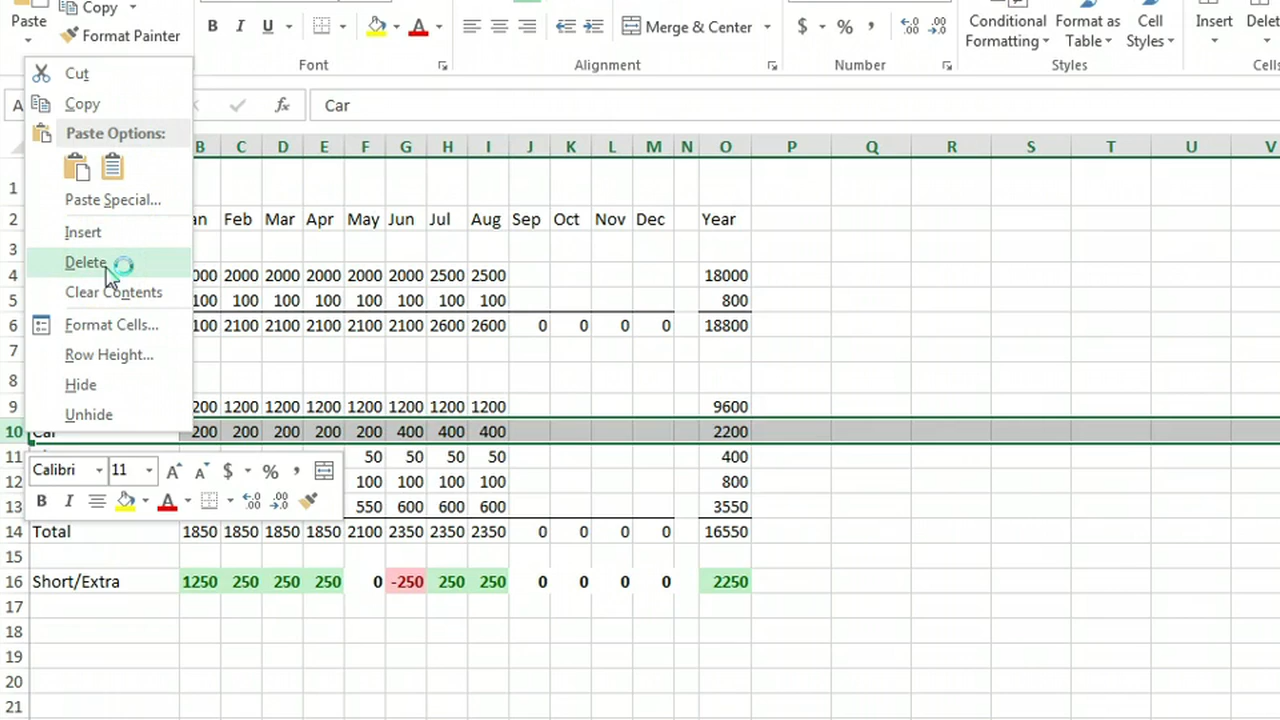 Paste
Copy
Format Painter
B I U
A
Merge & Center
$ % ,
Conditional Formatting
Format as Table
Cell Styles
Insert
Font
Alignment
Number
Styles
fx
Car
B C D E F G H I J K L M N O P Q R S T U V
Cut
Copy
Paste Options:
Paste Special...
Insert
Delete
Clear Contents
Format Cells...
Row Height...
Hide
Unhide
1
2 Feb Mar Apr May Jun Jul Aug Sep Oct Nov Dec Year
3
4 2000 2000 2000 2000 2000 2500 2500 18000
5 100 100 100 100 100 100 100 800
6 2100 2100 2100 2100 2100 2600 2600 0 0 0 0 18800
7
8
9 1200 1200 1200 1200 1200 1200 1200 9600
10 Car 200 200 200 200 200 400 400 400 2200
11 50 50 50 50 400
12 100 100 100 100 800
13 550 600 600 600 3550
Calibri 11 A A $ % ,
B I A
14 Total 1850 1850 1850 1850 2100 2350 2350 2350 0 0 0 0 16550
15
16 Short/Extra 1250 250 250 250 0 -250 250 250 0 0 0 0 2250
17
18
19
20
21